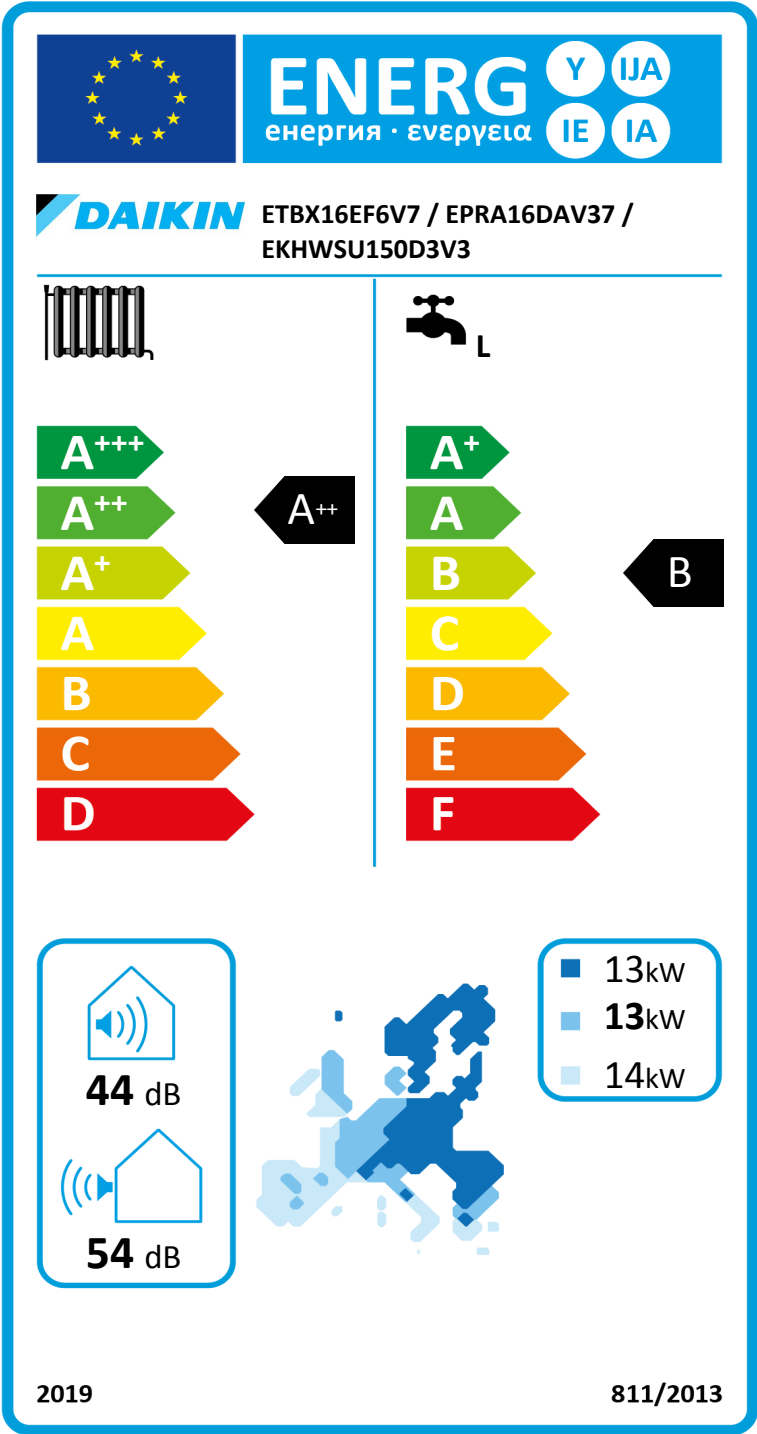 ENERG
енергия · ενεργεια
Y IJA
IE IA
DAIKIN
ETBX16EF6V7 / EPRA16DAV37 /
EKHWSU150D3V3
L
A+++
A++
A+
A
B
C
D
A++
A+
A
B
C
D
E
F
B
44 dB
54 dB
13kW
13kW
14kW
2019
811/2013